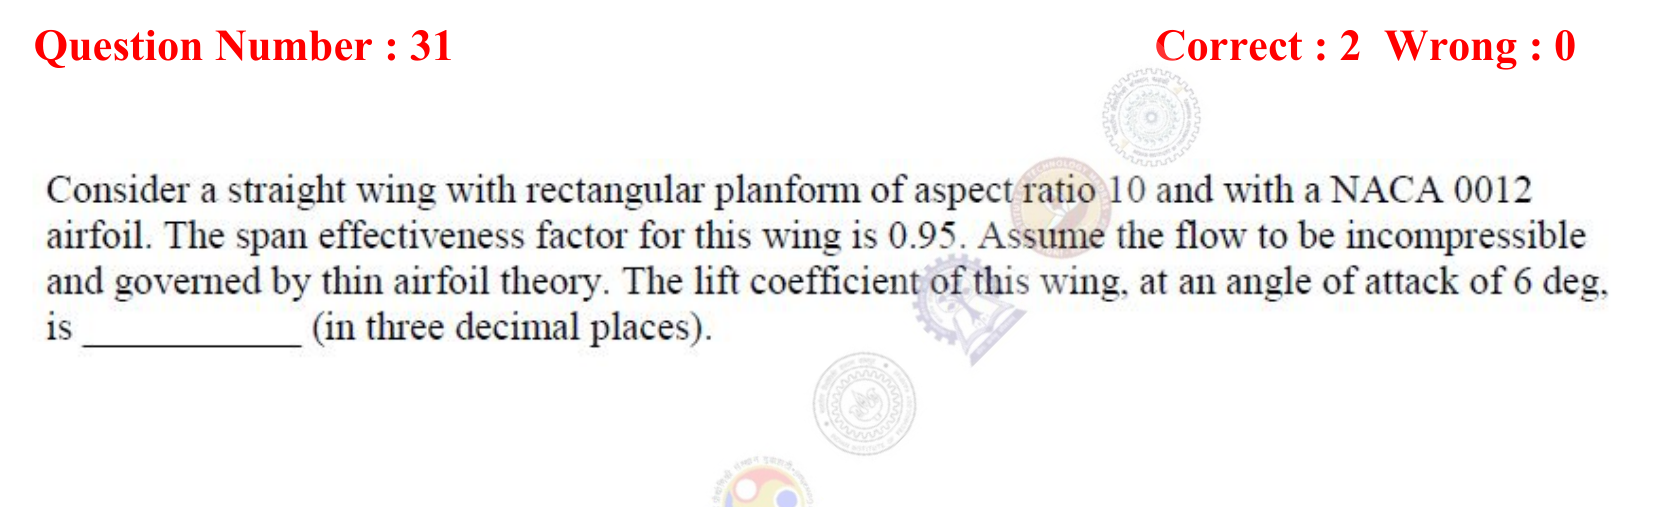 Question Number : 31 Correct : 2 Wrong : 0
Consider a straight wing with rectangular planform of aspect ratio 10 and with a NACA 0012
airfoil. The span effectiveness factor for this wing is 0.95. Assume the flow to be incompressible
and governed by thin airfoil theory. The lift coefficient of this wing, at an angle of attack of 6 deg,
is ____________ (in three decimal places).